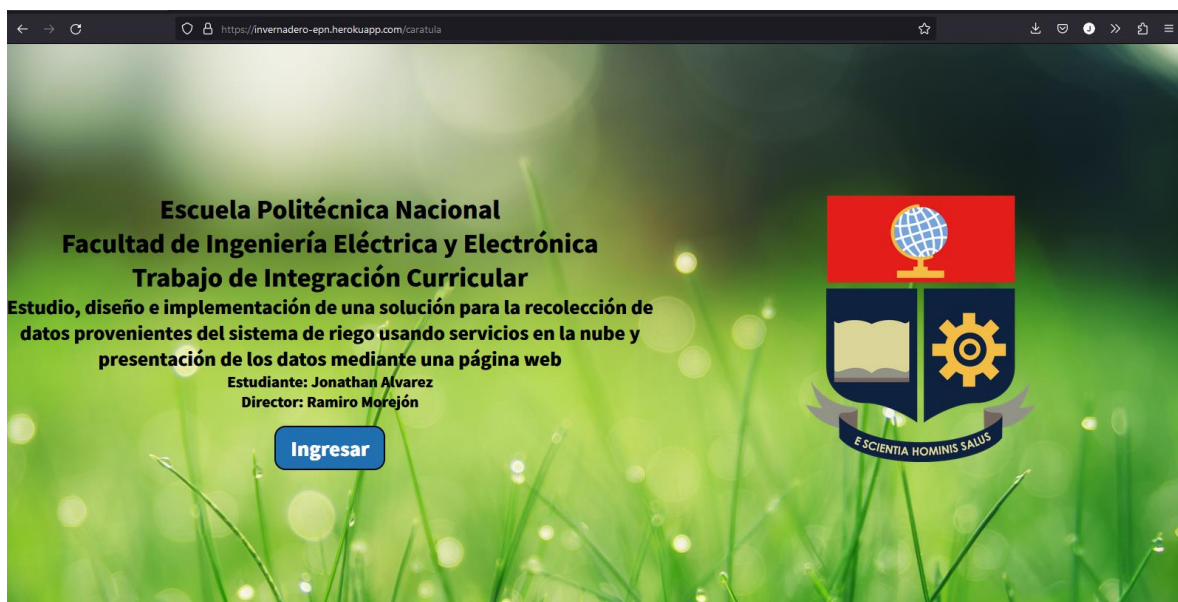 https://invernadero-epn.herokuapp.com/caratula
J
Escuela Politécnica Nacional
Facultad de Ingeniería Eléctrica y Electrónica
Trabajo de Integración Curricular
Estudio, diseño e implementación de una solución para la recolección de
datos provenientes del sistema de riego usando servicios en la nube y
presentación de los datos mediante una página web
Estudiante: Jonathan Alvarez
Director: Ramiro Morejón
Ingresar
E SCIENTIA HOMINIS SALUS